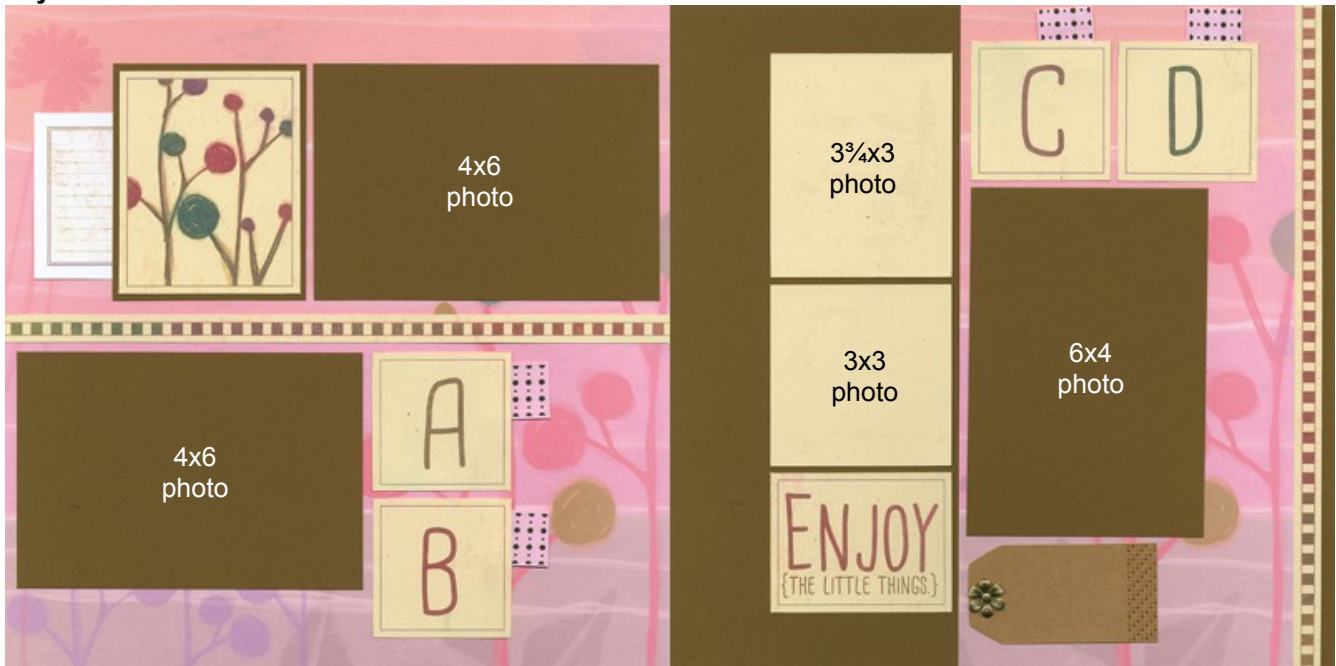 4x6
photo
4x6
photo
A
B
3¾x3
photo
3x3
photo
ENJOY
{THE LITTLE THINGS.}
C
D
6x4
photo